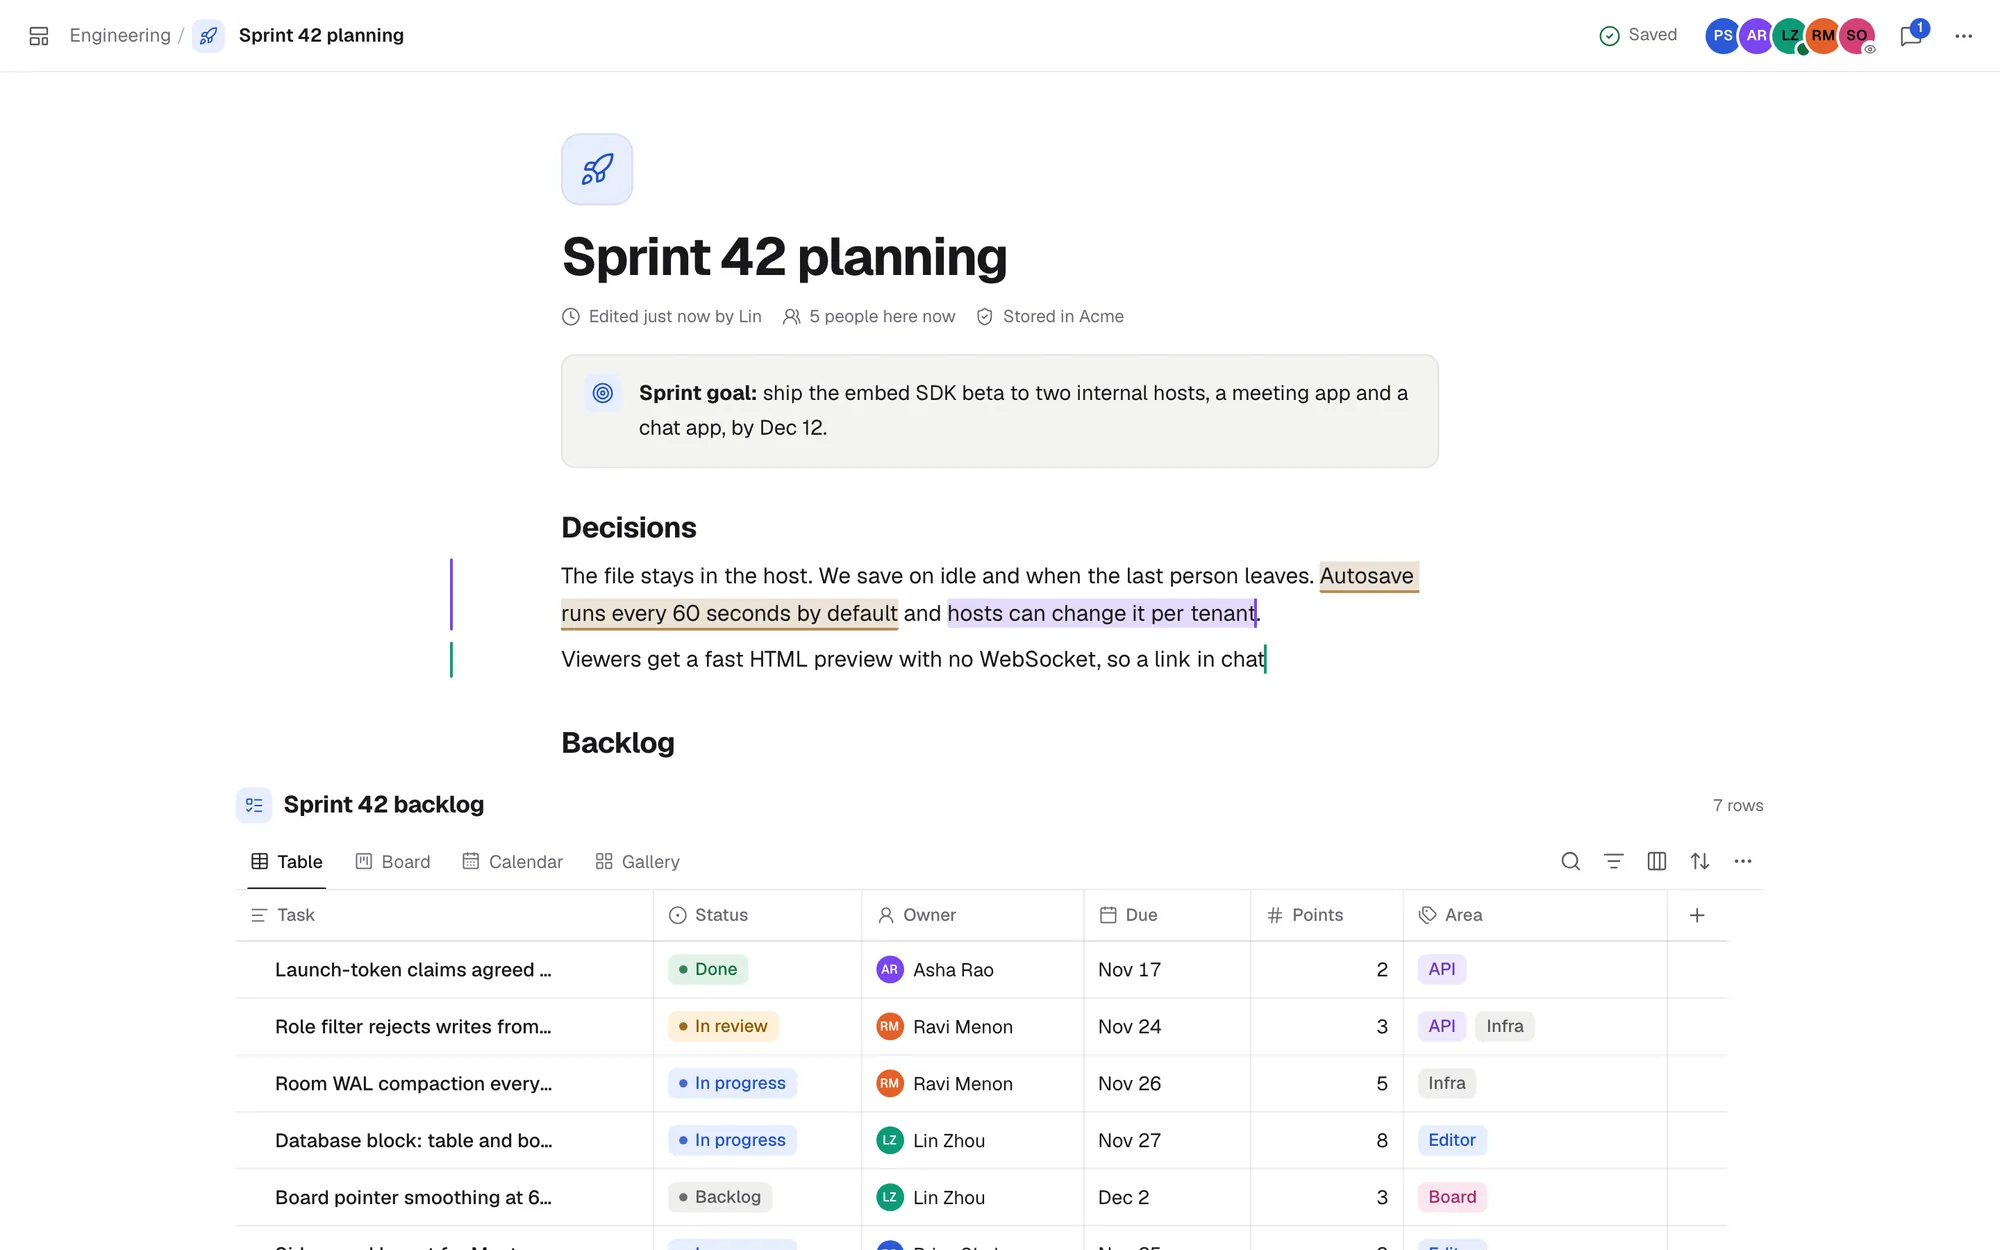 Engineering / Sprint 42 planning
Saved
PS AR LZ RM SO
1
Sprint 42 planning
Edited just now by Lin 5 people here now Stored in Acme
Sprint goal: ship the embed SDK beta to two internal hosts, a meeting app and a
chat app, by Dec 12.
Decisions
The file stays in the host. We save on idle and when the last person leaves. Autosave
runs every 60 seconds by default and hosts can change it per tenant.
Viewers get a fast HTML preview with no WebSocket, so a link in chat
Backlog
Sprint 42 backlog
7 rows
Table Board Calendar Gallery
Task Status Owner Due Points Area
Launch-token claims agreed ... Done AR Asha Rao Nov 17 2 API
Role filter rejects writes from... In review RM Ravi Menon Nov 24 3 API Infra
Room WAL compaction every... In progress RM Ravi Menon Nov 26 5 Infra
Database block: table and bo... In progress LZ Lin Zhou Nov 27 8 Editor
Board pointer smoothing at 6... Backlog LZ Lin Zhou Dec 2 3 Board